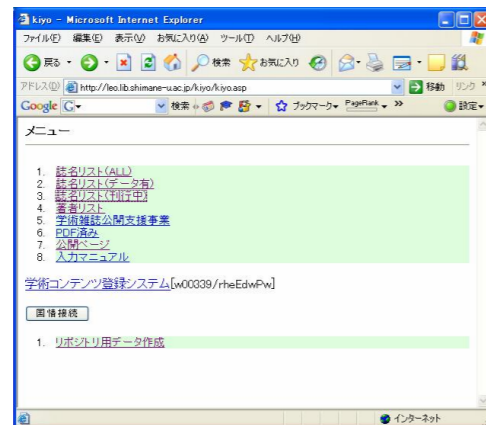 kiyo - Microsoft Internet Explorer
ファイル(F) 編集(E) 表示(V) お気に入り(A) ツール(T) ヘルプ(H)
戻る 検索 お気に入り
アドレス(D) http://leo.lib.shimane-u.ac.jp/kiyo/kiyo.asp 移動 リンク »
Google G 検索 ブックマーク PageRank » 設定
メニュー
1. 誌名リスト(ALL)
2. 誌名リスト(データ有)
3. 誌名リスト(刊行中)
4. 著者リスト
5. 学術雑誌公開支援事業
6. PDF済み
7. 公開ページ
8. 入力マニュアル
学術コンテンツ登録システム[w00339/rheEdwPw]
国情接続
1. リポジトリ用データ作成
インターネット